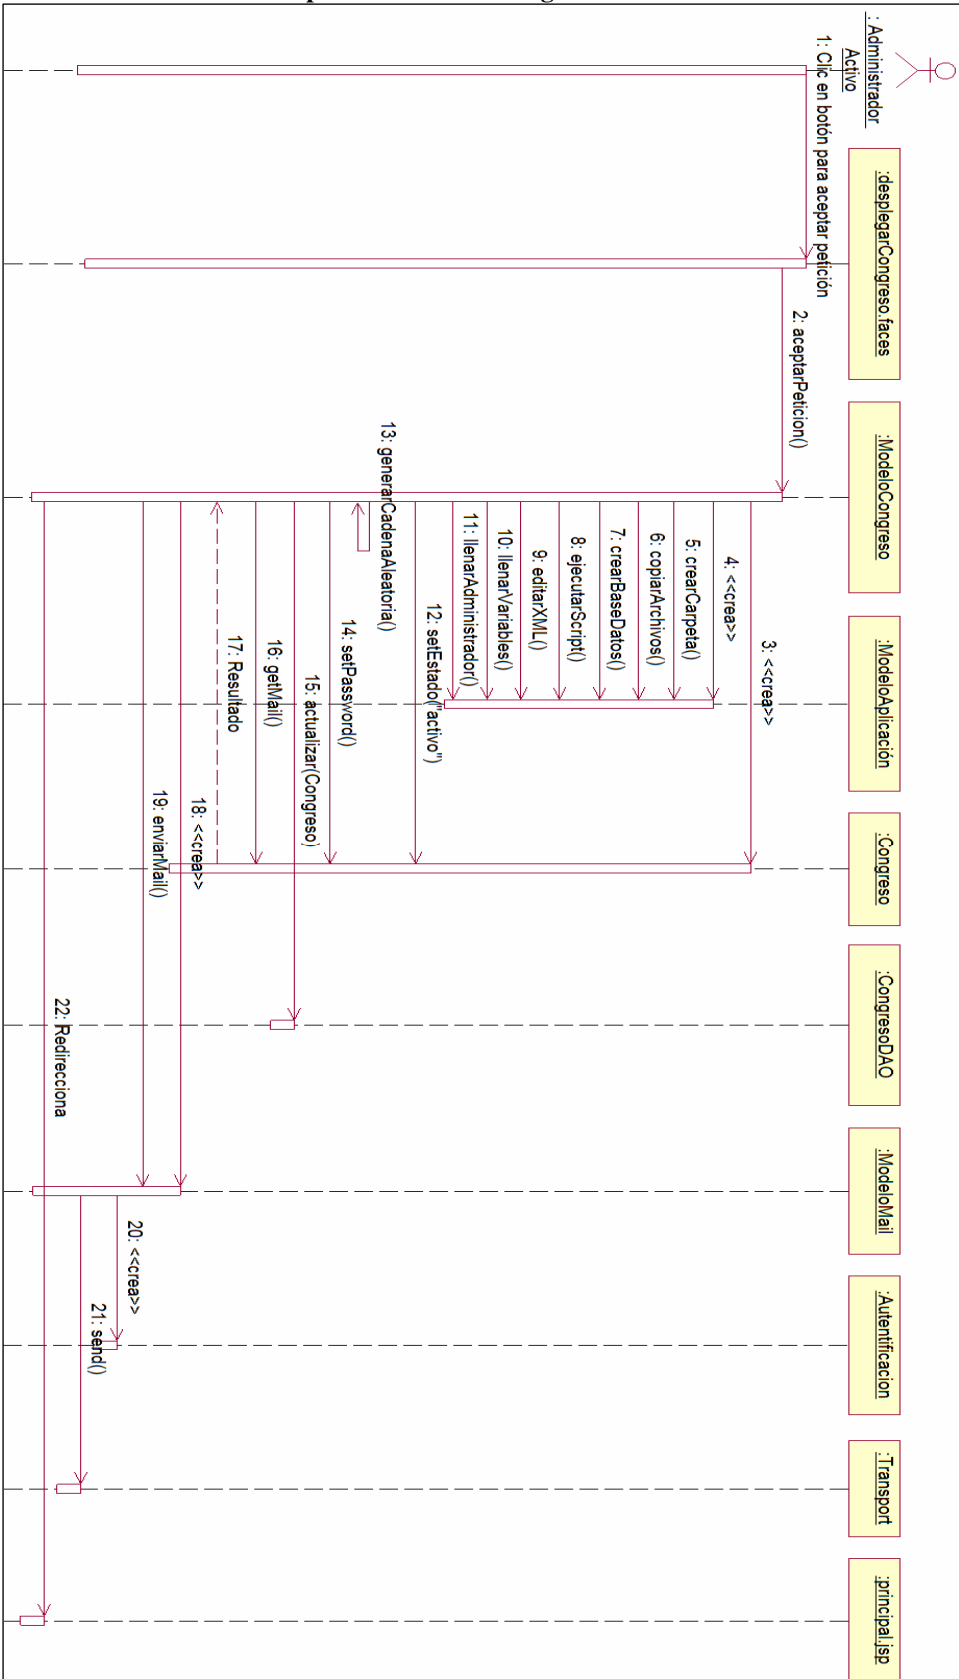 : Administrador
Activo
:desplegarCongreso.faces
:ModeloCongreso
:ModeloAplicación
:Congreso
:CongresoDAO
:ModeloMail
:Autentificacion
:Transport
:principal.jsp
1: Clic en botón para aceptar petición
2: aceptarPeticion()
3: <<crea>>
4: <<crea>>
5: crearCarpeta()
6: copiarArchivos()
7: crearBaseDatos()
8: ejecutarScript()
9: editarXML()
10: llenarVariables()
11: llenarAdministrador()
12: setEstado("activo")
13: generarCadenaAleatoria()
14: setPassword()
15: actualizar(Congreso)
16: getMail()
17: Resultado
18: <<crea>>
19: enviarMail()
20: <<crea>>
21: send()
22: Redirecciona